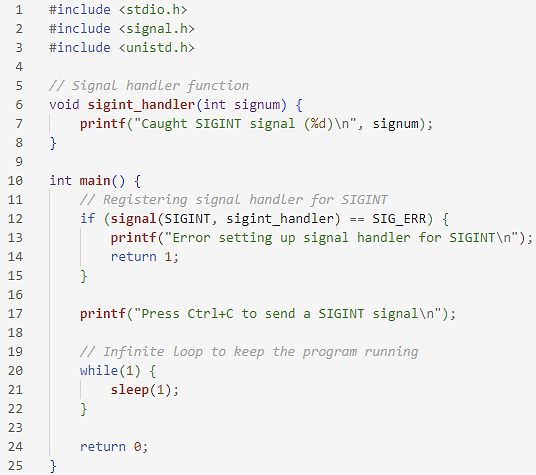 1 #include <stdio.h>
2 #include <signal.h>
3 #include <unistd.h>
4
5 // Signal handler function
6 void sigint_handler(int signum) {
7     printf("Caught SIGINT signal (%d)\n", signum);
8 }
9
10 int main() {
11     // Registering signal handler for SIGINT
12     if (signal(SIGINT, sigint_handler) == SIG_ERR) {
13         printf("Error setting up signal handler for SIGINT\n");
14         return 1;
15     }
16
17     printf("Press Ctrl+C to send a SIGINT signal\n");
18
19     // Infinite loop to keep the program running
20     while(1) {
21         sleep(1);
22     }
23
24     return 0;
25 }